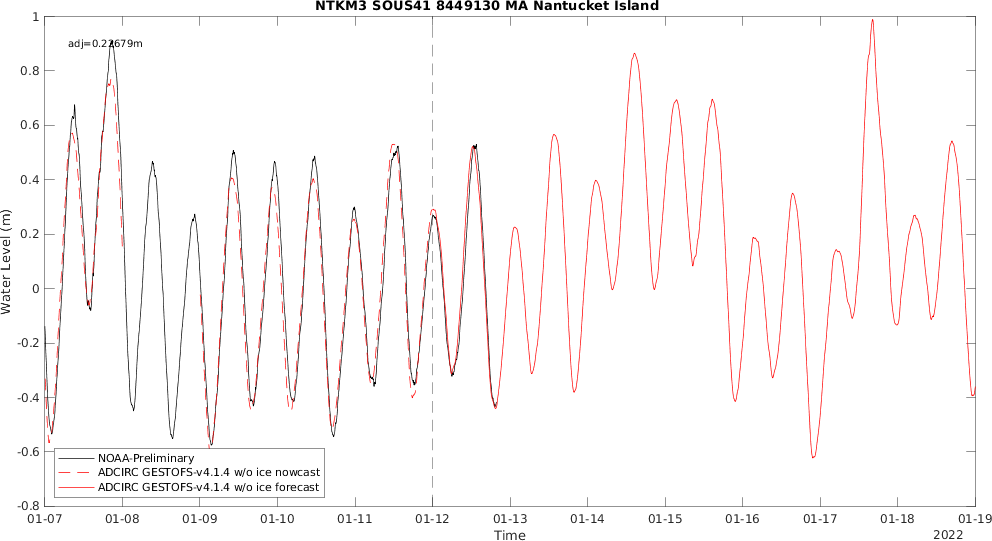 NTKM3 SOUS41 8449130 MA Nantucket Island
adj=0.23679m
1
0.8
0.6
0.4
0.2
0
-0.2
-0.4
-0.6
-0.8
Water Level (m)
NOAA-Preliminary
ADCIRC GESTOFS-v4.1.4 w/o ice nowcast
ADCIRC GESTOFS-v4.1.4 w/o ice forecast
01-07 01-08 01-09 01-10 01-11 01-12 01-13 01-14 01-15 01-16 01-17 01-18 01-19
Time
2022